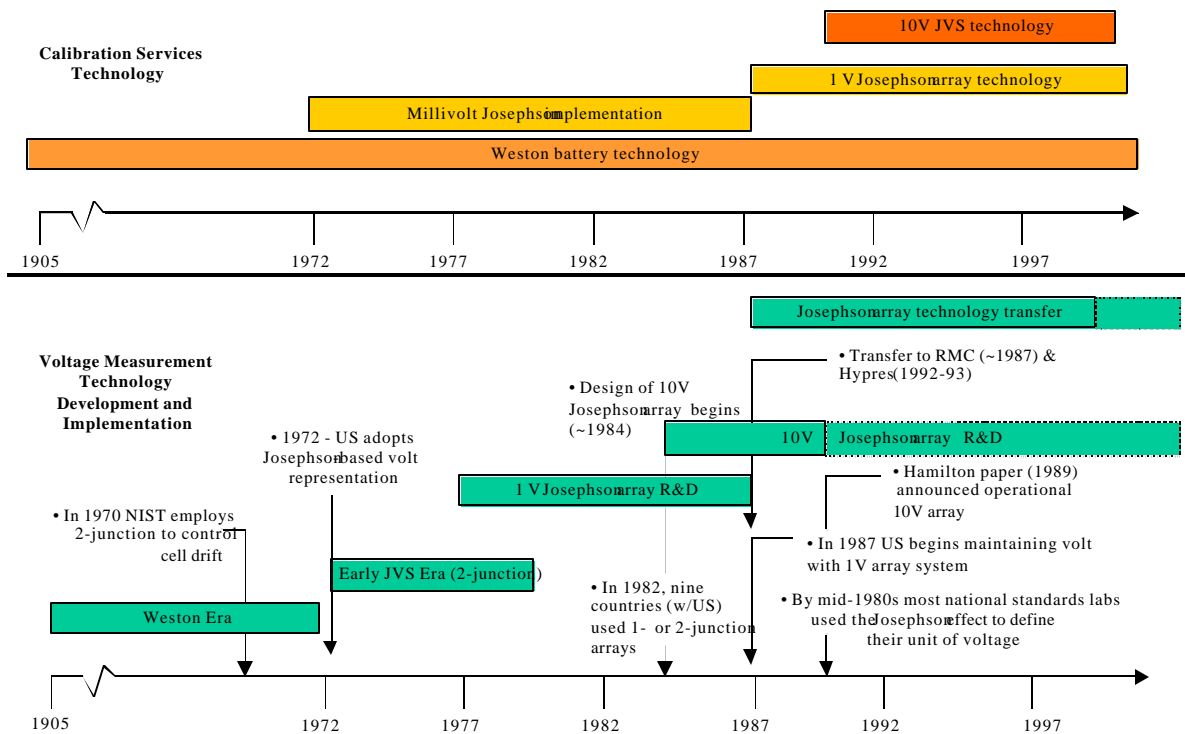 10V JVS technology
Calibration Services
Technology
1 V Josephson array technology
Millivolt Josephson implementation
Weston battery technology
1905
1972
1977
1982
1987
1992
1997
Josephson array technology transfer
Voltage Measurement
Technology
Development and
Implementation
• Transfer to RMC (~1987) &
Hypres (1992-93)
• Design of 10V
Josephson array begins
(~1984)
10V Josephson array R&D
• 1972 - US adopts
Josephson-based volt
representation
1 V Josephson array R&D
• Hamilton paper (1989)
announced operational
10V array
• In 1970 NIST employs
2-junction to control
cell drift
• In 1987 US begins maintaining volt
with 1V array system
Early JVS Era (2-junction)
• In 1982, nine
countries (w/US)
used 1- or 2-junction
arrays
• By mid-1980s most national standards labs
used the Josephson effect to define
their unit of voltage
Weston Era
1905
1972
1977
1982
1987
1992
1997